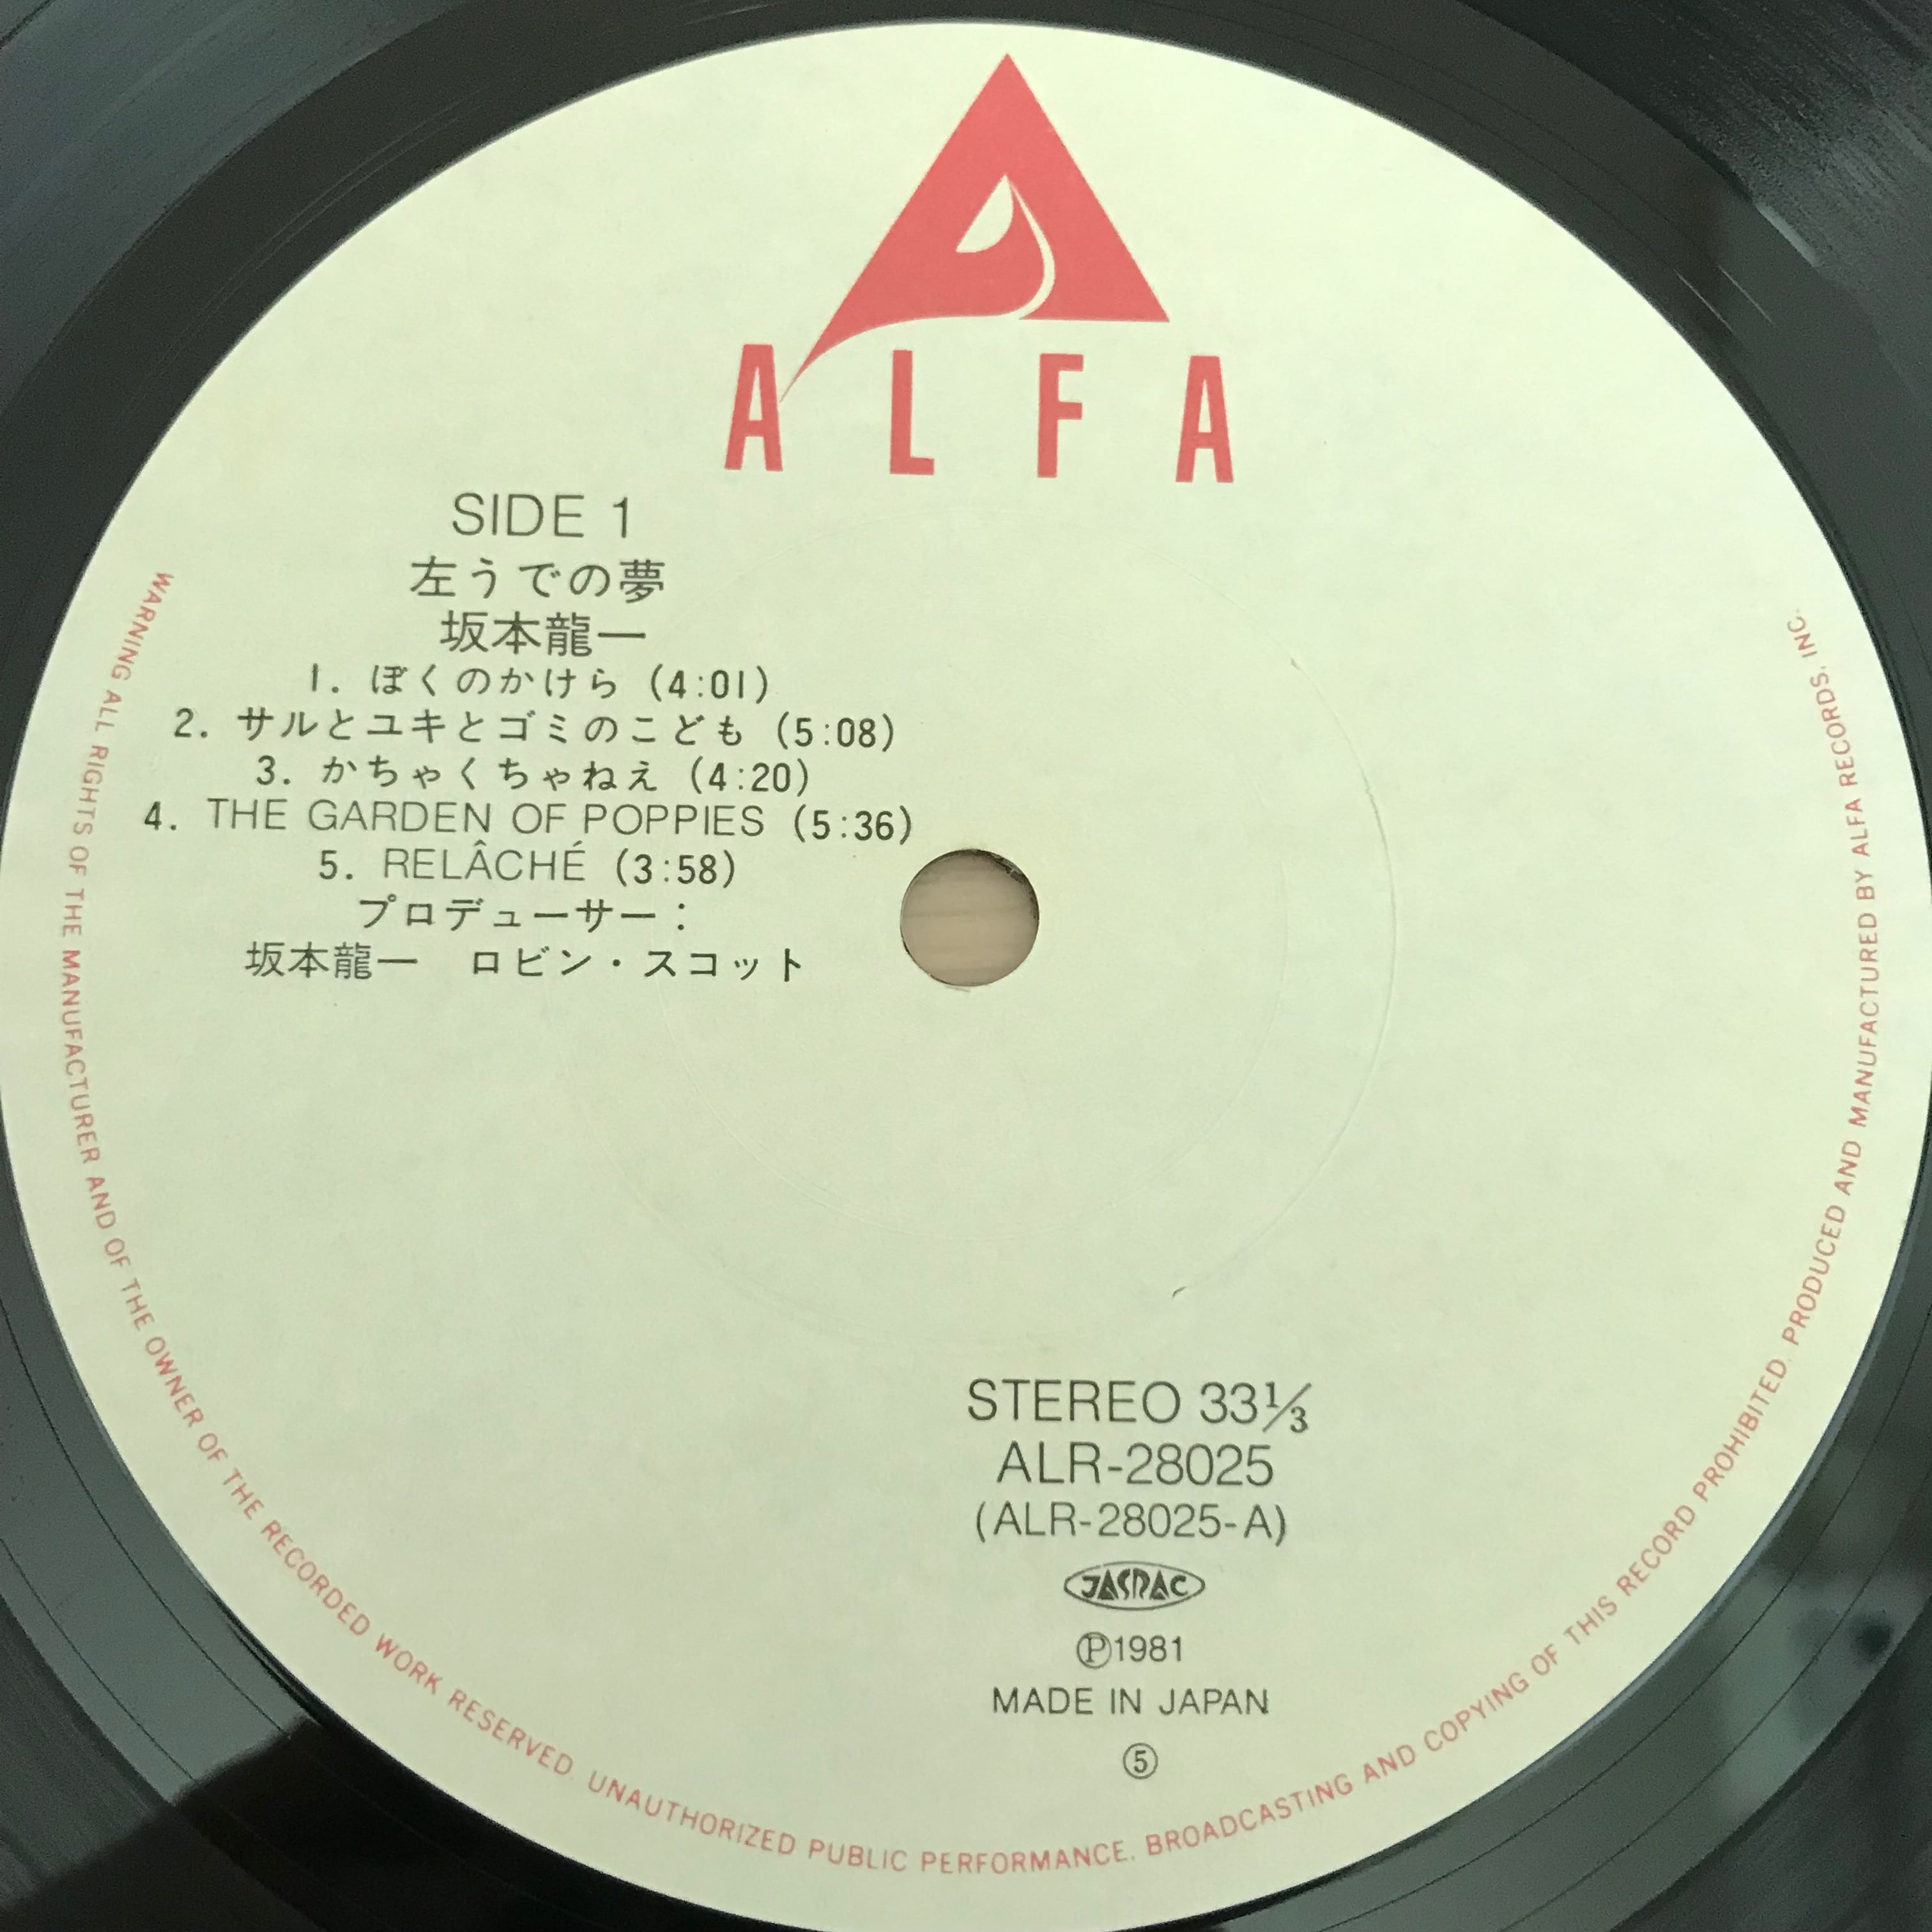 ALFA
SIDE 1
左うでの夢
坂本龍一
1. ぼくのかけら (4:01)
2. サルとユキとゴミのこども (5:08)
3. かちゃくちゃねえ (4:20)
4. THE GARDEN OF POPPIES (5:36)
5. RELÂCHÉ (3:58)
プロデューサー：
坂本龍一　ロビン・スコット
STEREO 33⅓
ALR-28025
(ALR-28025-A)
JASRAC
Ⓟ1981
MADE IN JAPAN
⑤
WARNING ALL RIGHTS OF THE MANUFACTURER AND OF THE OWNER OF THE RECORDED WORK RESERVED. UNAUTHORIZED PUBLIC PERFORMANCE, BROADCASTING AND COPYING OF THIS RECORD PROHIBITED. PRODUCED AND MANUFACTURED BY ALFA RECORDS, INC.